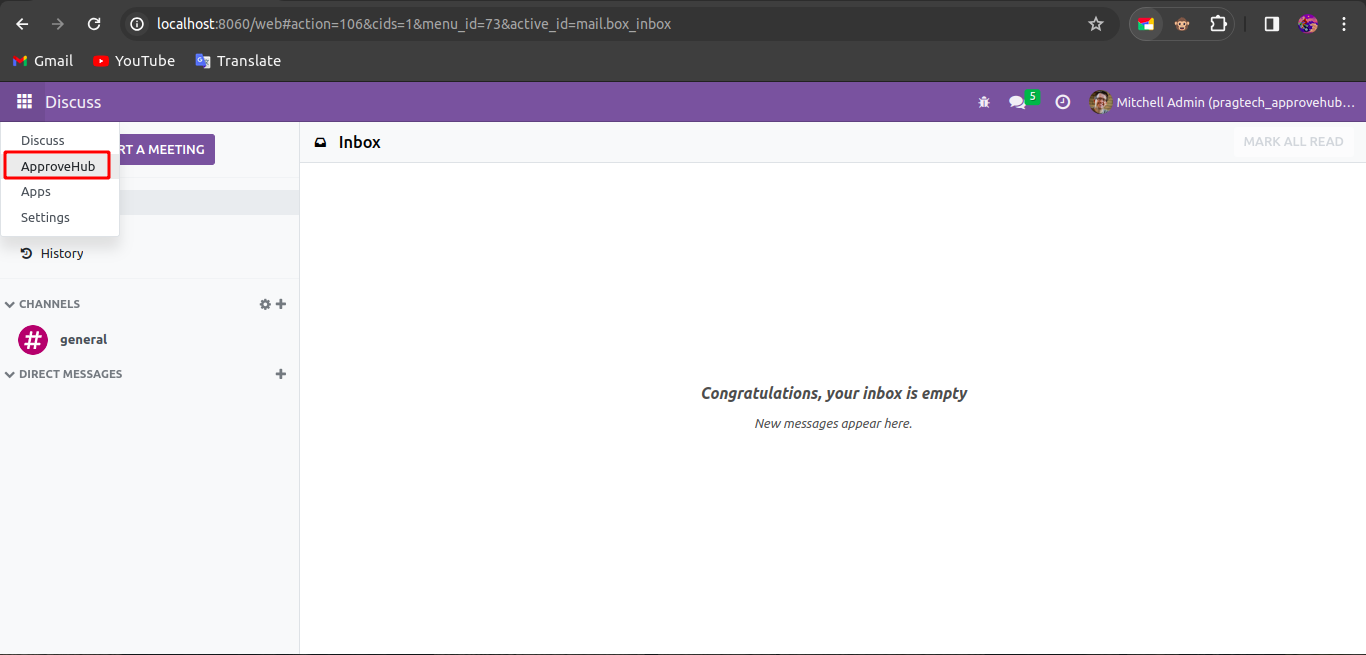 localhost:8060/web#action=106&cids=1&menu_id=73&active_id=mail.box_inbox
Gmail YouTube Translate
Discuss 5 Mitchell Admin (pragtech_approvehub...
Discuss
ApproveHub
Apps
Settings
RT A MEETING
Inbox MARK ALL READ
History
CHANNELS
# general
DIRECT MESSAGES
Congratulations, your inbox is empty
New messages appear here.